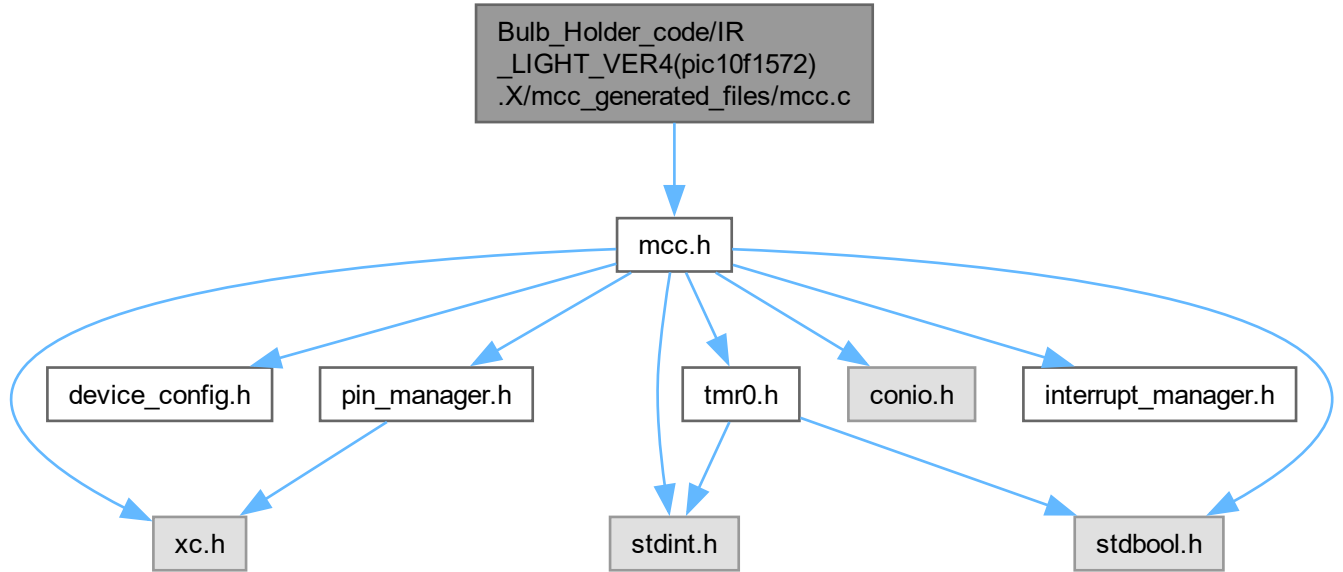 Bulb_Holder_code/IR
_LIGHT_VER4(pic10f1572)
.X/mcc_generated_files/mcc.c
mcc.h
device_config.h
pin_manager.h
tmr0.h
conio.h
interrupt_manager.h
xc.h
stdint.h
stdbool.h